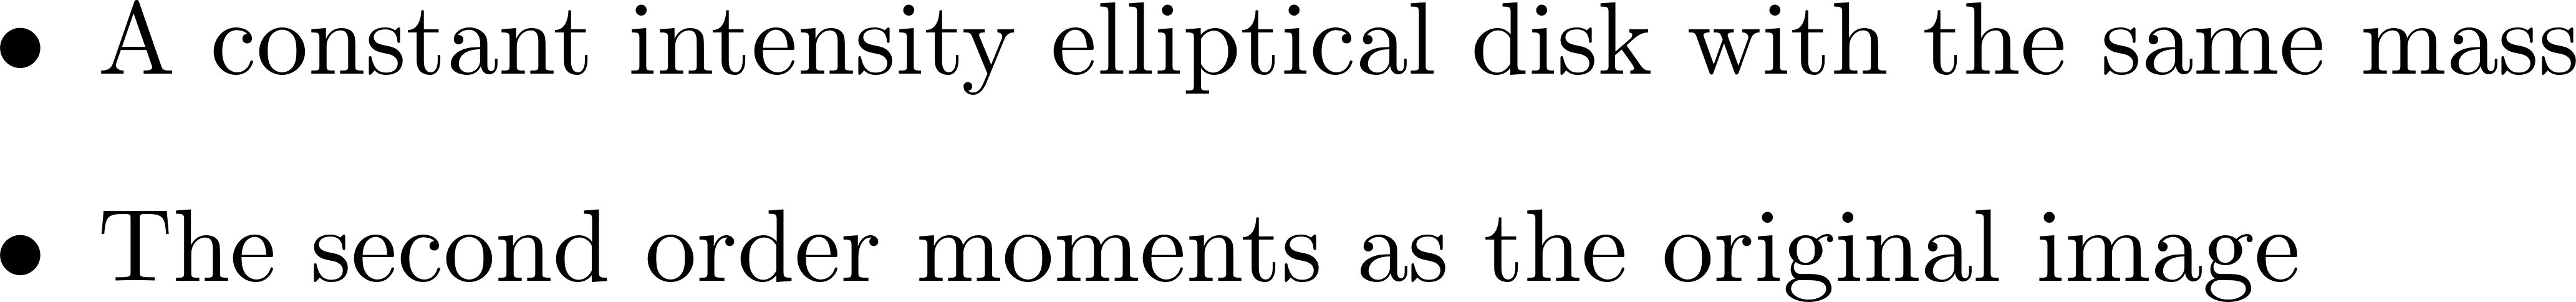 • A constant intensity elliptical disk with the same mass
• The second order moments as the original image